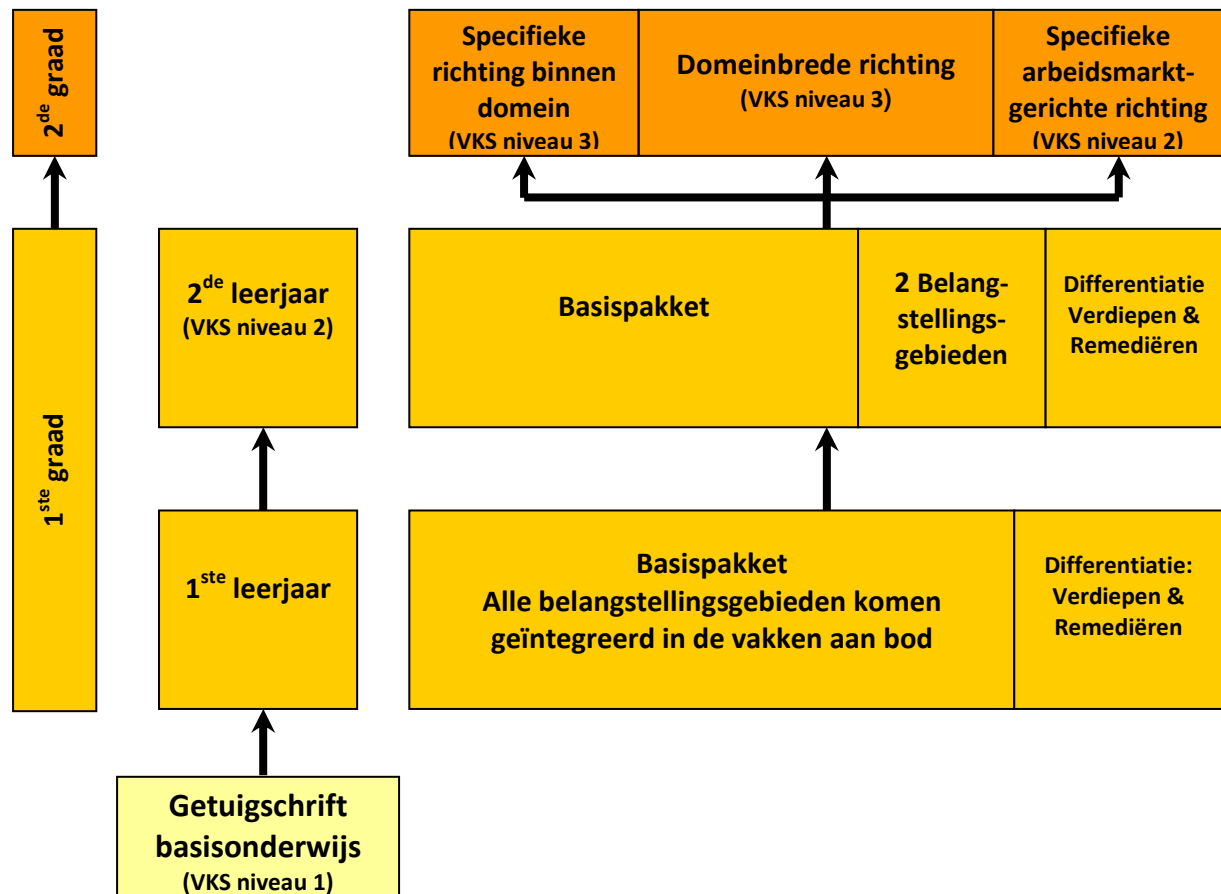 2de graad
Specifieke
richting binnen
domein
(VKS niveau 3)
Domeinbrede richting
(VKS niveau 3)
Specifieke
arbeidsmarkt-
gerichte richting
(VKS niveau 2)
1ste graad
2de leerjaar
(VKS niveau 2)
Basispakket
2 Belang-
stellings-
gebieden
Differentiatie
Verdiepen &
Remediëren
1ste leerjaar
Basispakket
Alle belangstellingsgebieden komen
geïntegreerd in de vakken aan bod
Differentiatie:
Verdiepen &
Remediëren
Getuigschrift
basisonderwijs
(VKS niveau 1)